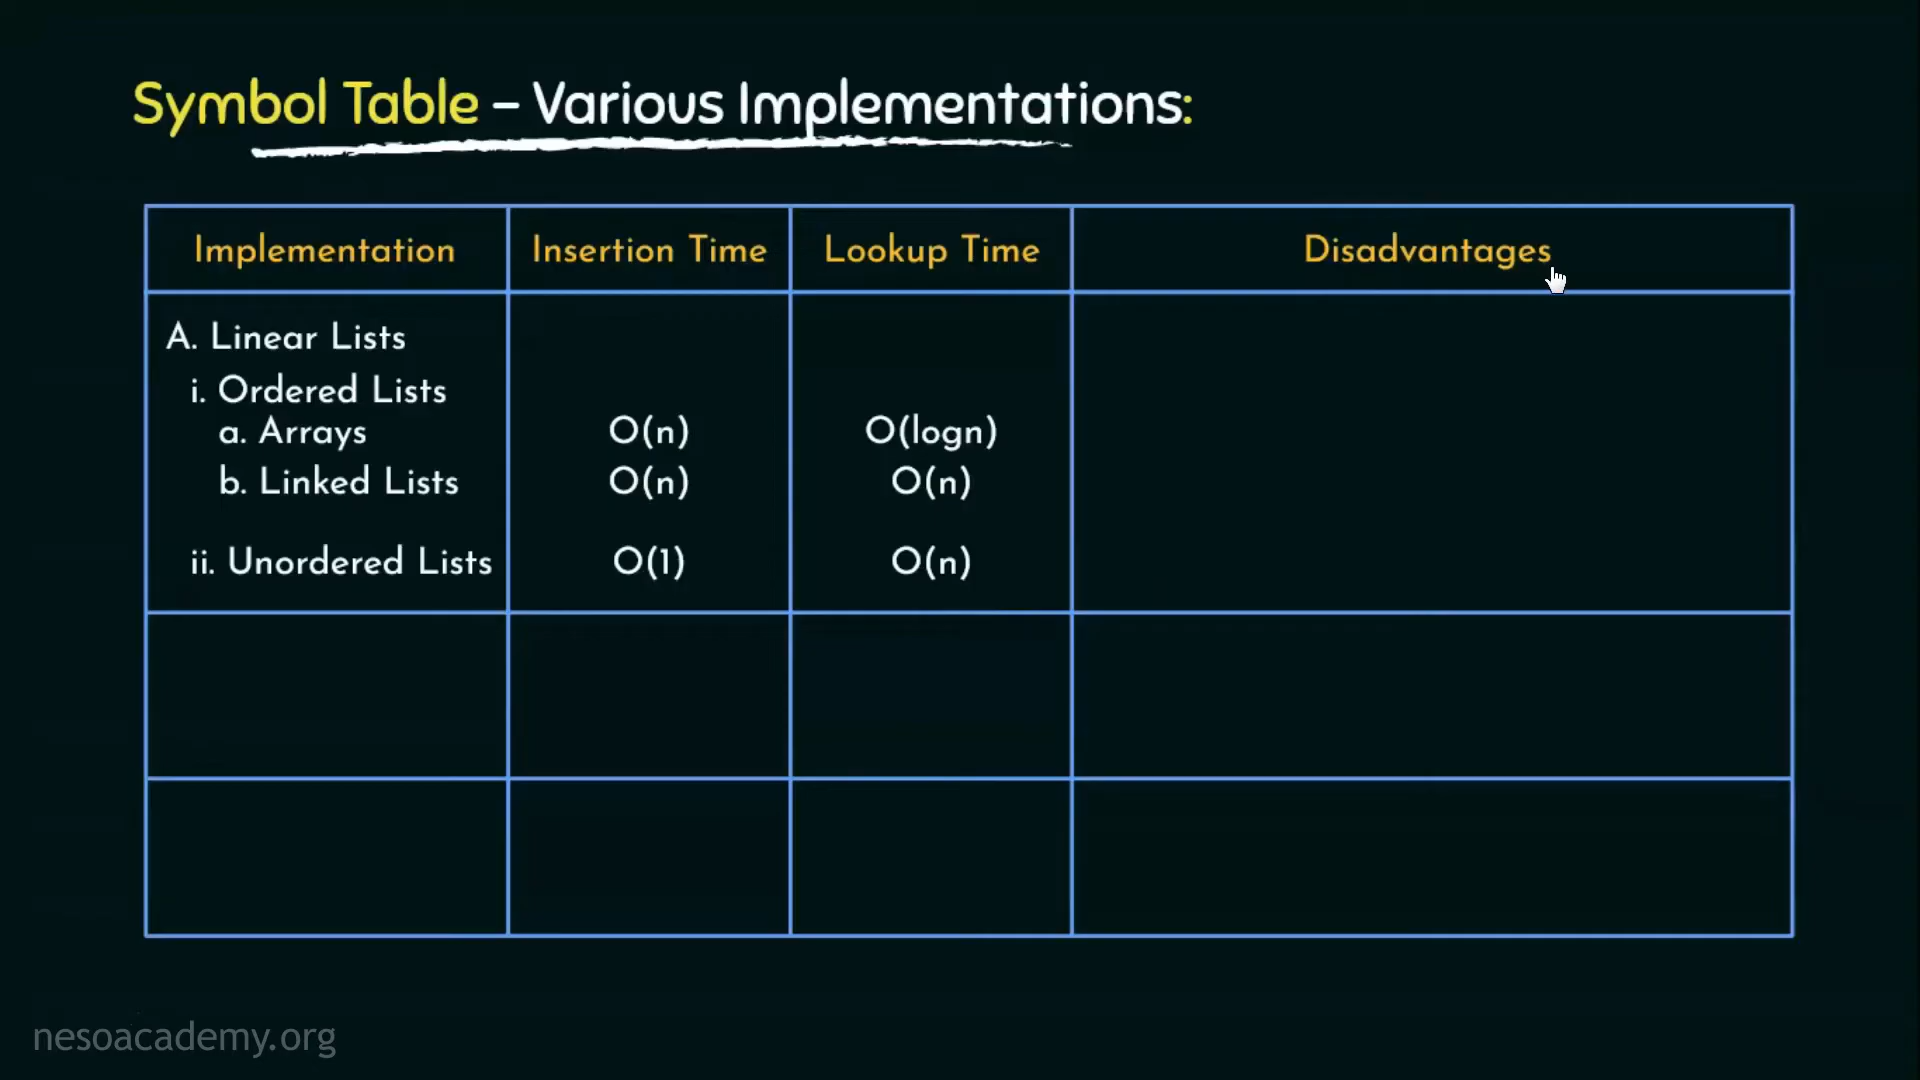 Symbol Table – Various Implementations:
Implementation Insertion Time Lookup Time Disadvantages
A. Linear Lists
i. Ordered Lists
a. Arrays O(n) O(logn)
b. Linked Lists O(n) O(n)
ii. Unordered Lists O(1) O(n)
nesoacademy.org